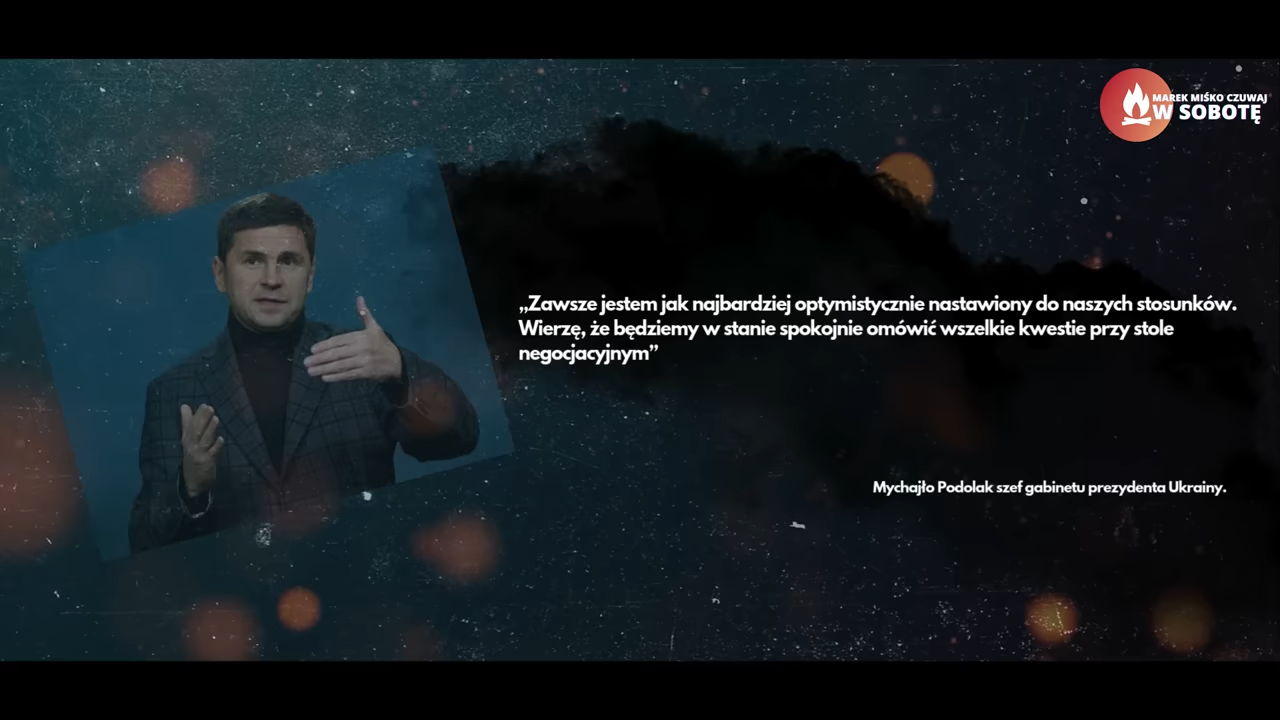 MAREK MIŚKO CZUWAJ
W SOBOTĘ
„Zawsze jestem jak najbardziej optymistycznie nastawiony do naszych stosunków.
Wierzę, że będziemy w stanie spokojnie omówić wszelkie kwestie przy stole
negocjacyjnym”
Mychajło Podolak szef gabinetu prezydenta Ukrainy.